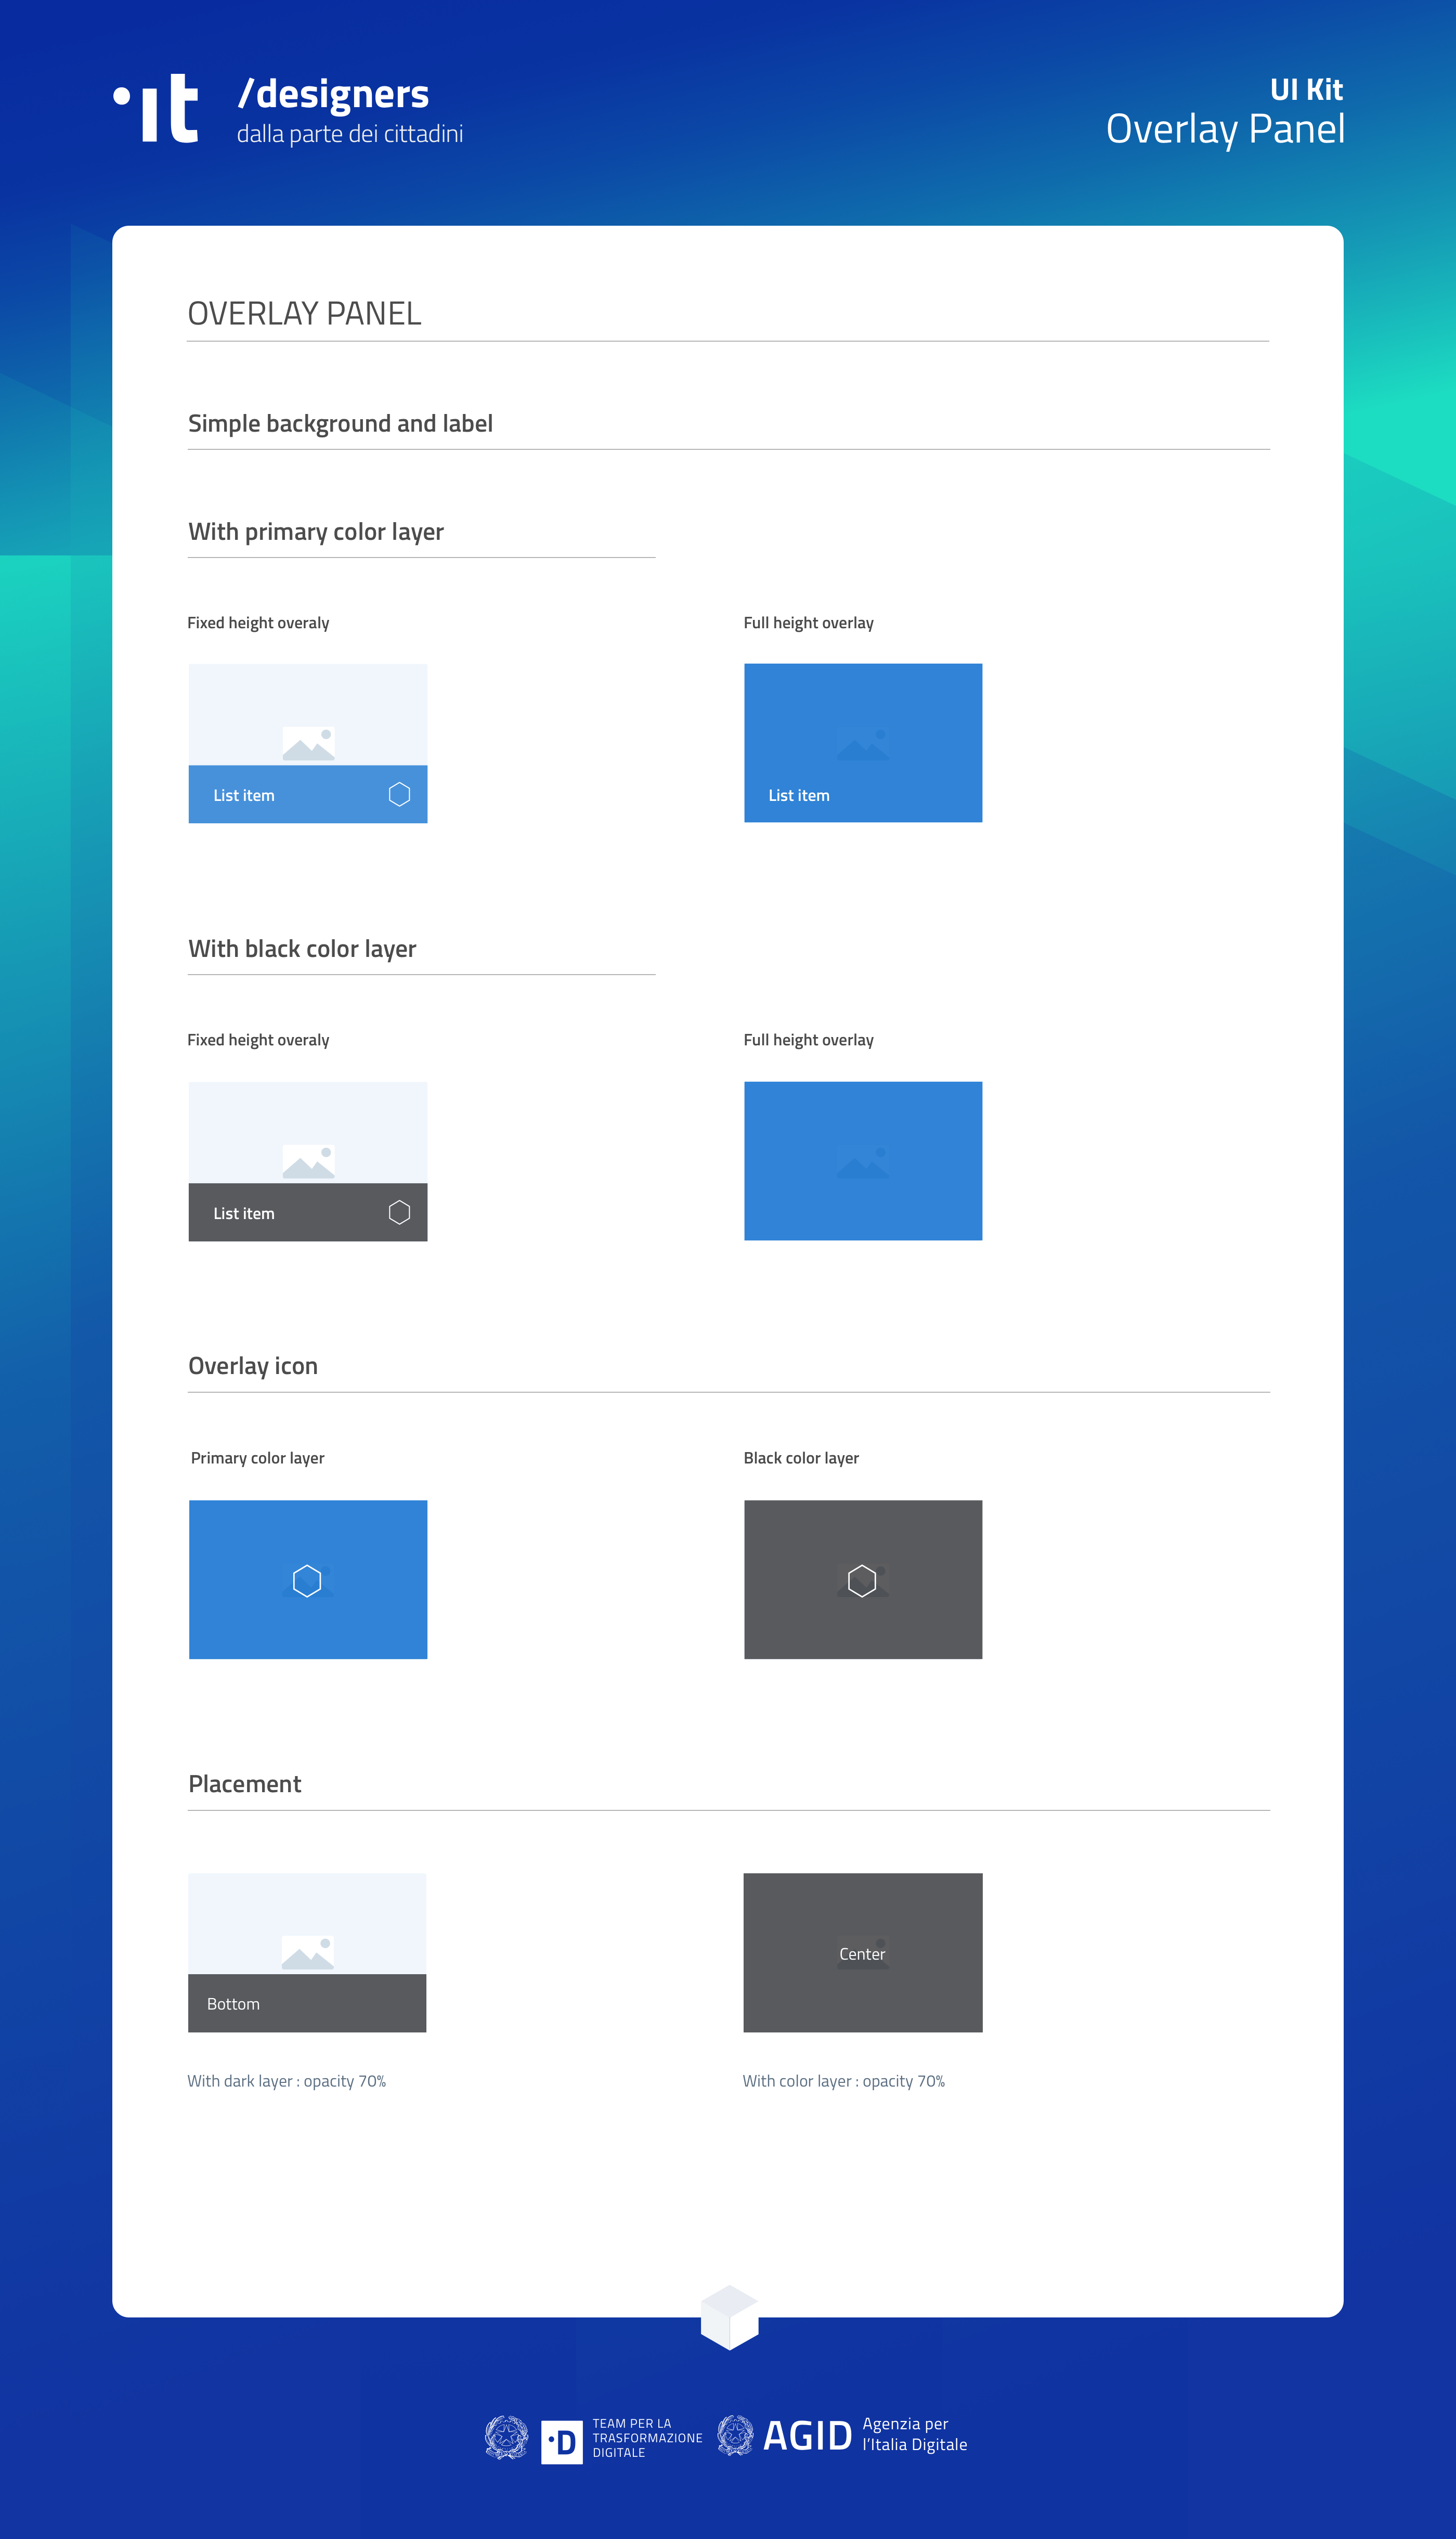 it
/designers
dalla parte dei cittadini
UI Kit
Overlay Panel
OVERLAY PANEL
Simple background and label
With primary color layer
Fixed height overaly
Full height overlay
List item
List item
With black color layer
Fixed height overaly
Full height overlay
List item
Overlay icon
Primary color layer
Black color layer
Placement
Bottom
Center
With dark layer : opacity 70%
With color layer : opacity 70%
D
TEAM PER LA
TRASFORMAZIONE
DIGITALE
AGID
Agenzia per
l'Italia Digitale